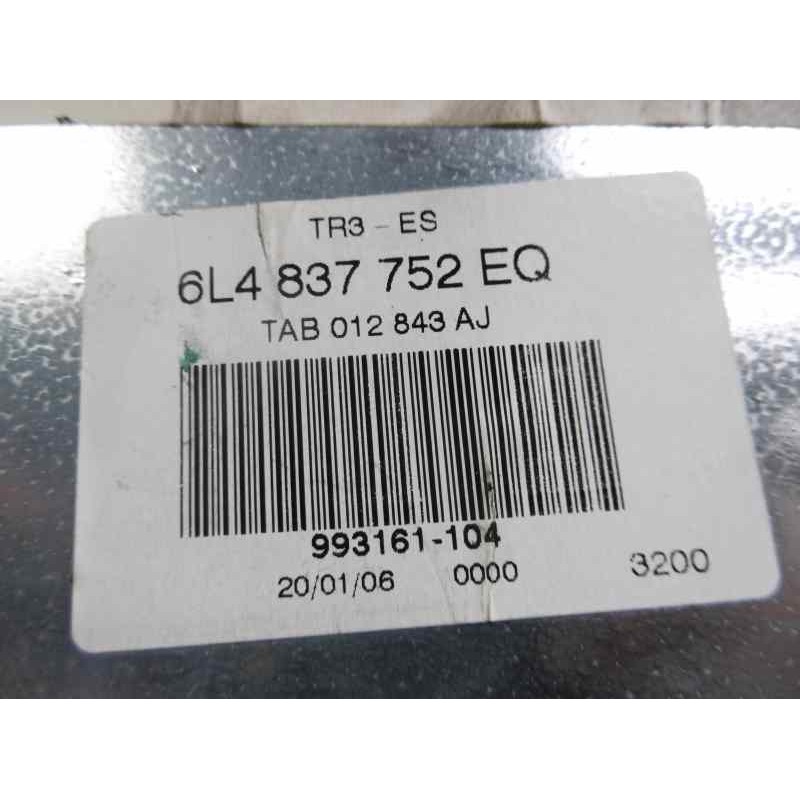 TR3 - ES
6L4 837 752 EQ
TAB 012 843 AJ
993161-104
20/01/06 0000 3200